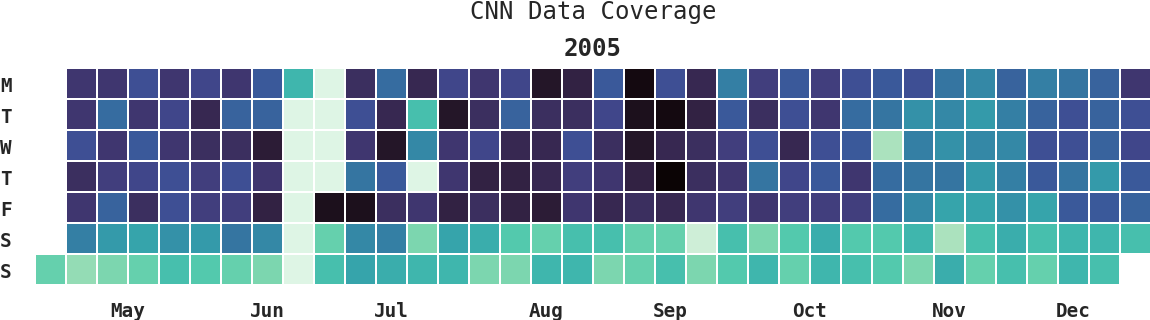 CNN Data Coverage
2005
M
T
W
T
F
S
S
May Jun Jul Aug Sep Oct Nov Dec